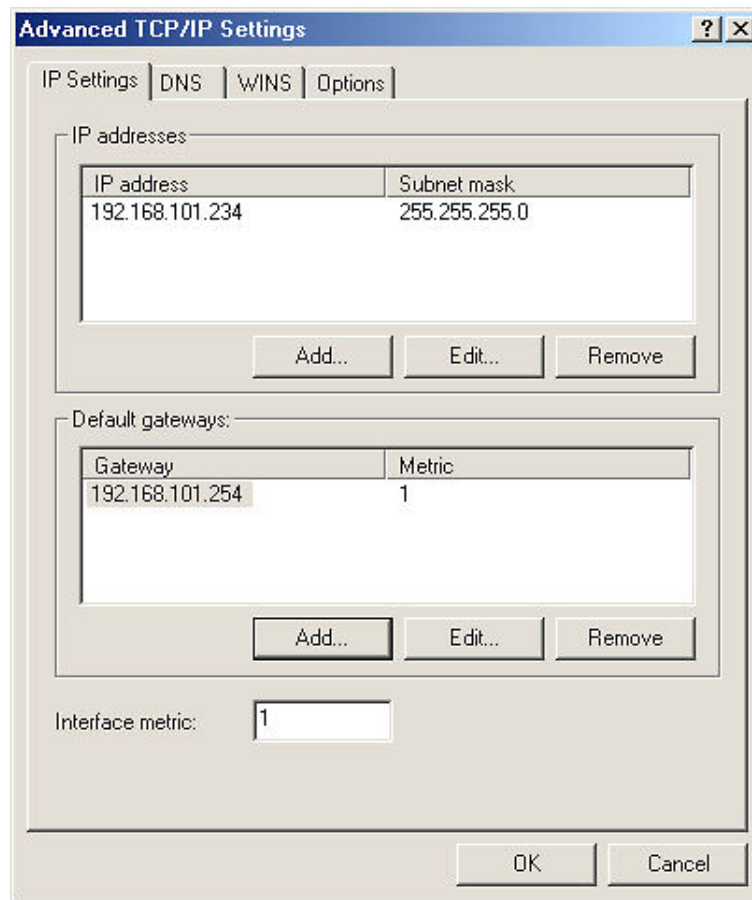 Advanced TCP/IP Settings ? X
IP Settings DNS WINS Options
IP addresses
IP address Subnet mask
192.168.101.234 255.255.255.0
Add... Edit... Remove
Default gateways:
Gateway Metric
192.168.101.254 1
Add... Edit... Remove
Interface metric: 1
OK Cancel